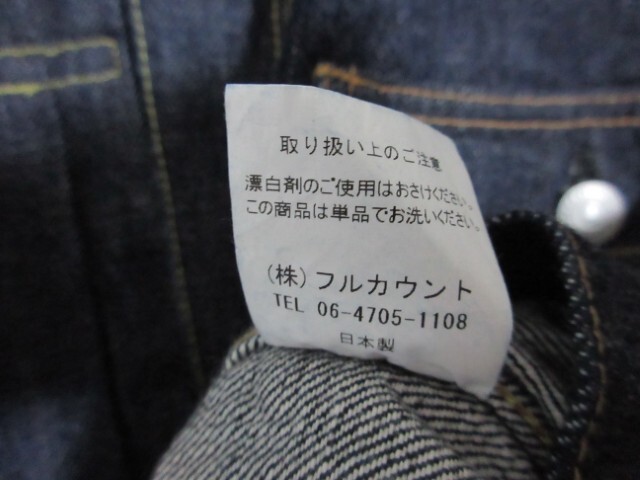 取り扱い上のご注意
漂白剤のご使用はおさけください。
この商品は単品でお洗いください。
(株)フルカウント
TEL 06-4705-1108
日本製